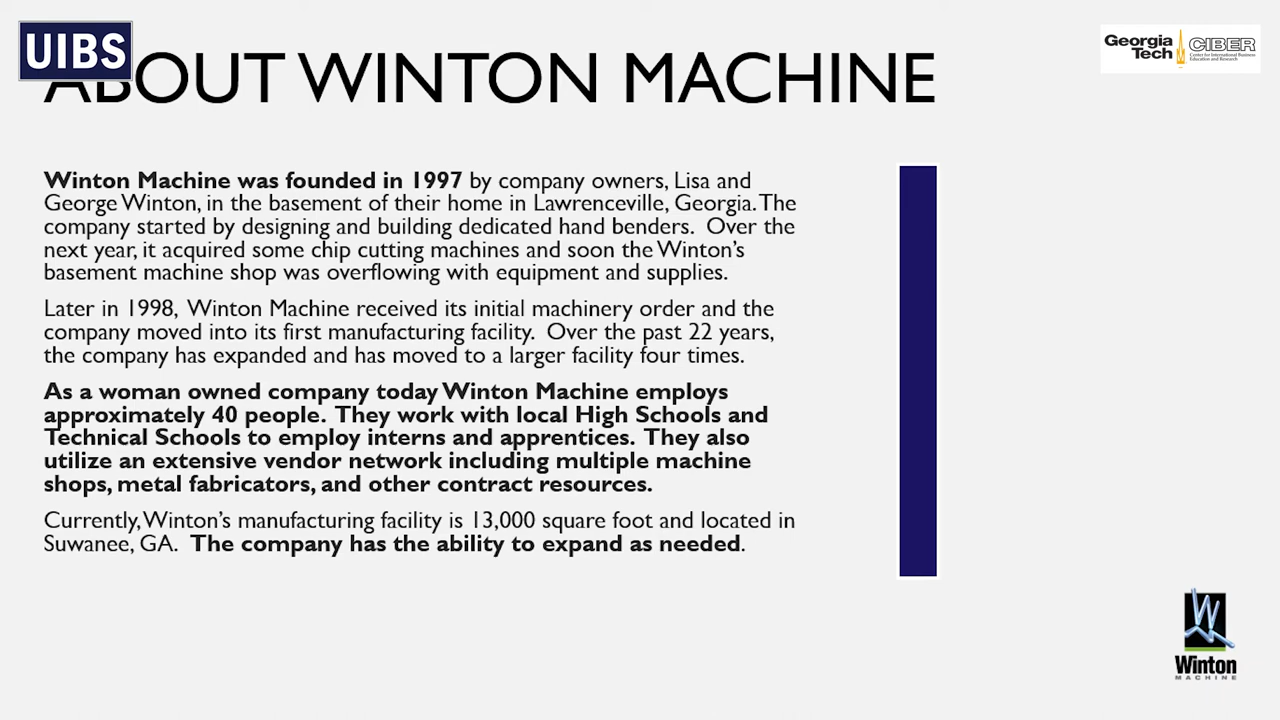 UIBS
Georgia Tech
CIBER
Center for International Business
Education and Research
ABOUT WINTON MACHINE
Winton Machine was founded in 1997 by company owners, Lisa and
George Winton, in the basement of their home in Lawrenceville, Georgia. The
company started by designing and building dedicated hand benders. Over the
next year, it acquired some chip cutting machines and soon the Winton's
basement machine shop was overflowing with equipment and supplies.
Later in 1998, Winton Machine received its initial machinery order and the
company moved into its first manufacturing facility. Over the past 22 years,
the company has expanded and has moved to a larger facility four times.
As a woman owned company today Winton Machine employs
approximately 40 people. They work with local High Schools and
Technical Schools to employ interns and apprentices. They also
utilize an extensive vendor network including multiple machine
shops, metal fabricators, and other contract resources.
Currently, Winton's manufacturing facility is 13,000 square foot and located in
Suwanee, GA. The company has the ability to expand as needed.
W
Winton
MACHINE